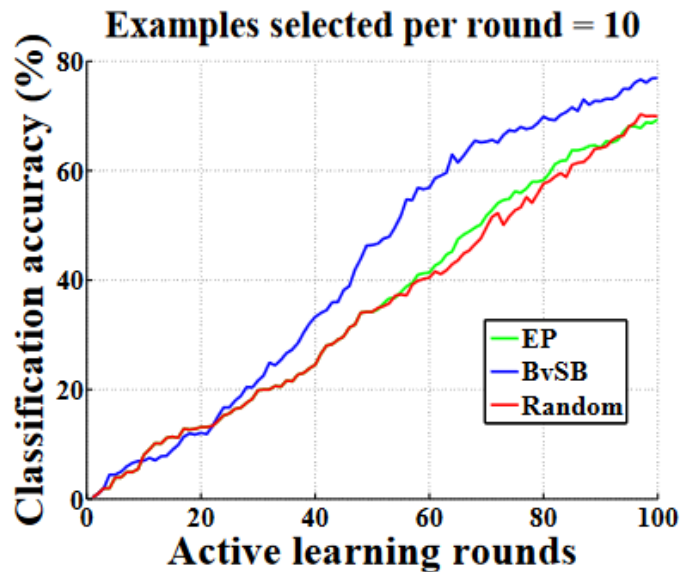 Examples selected per round = 10
Classification accuracy (%)
80
60
40
20
0
EP
BvSB
Random
0 20 40 60 80 100
Active learning rounds